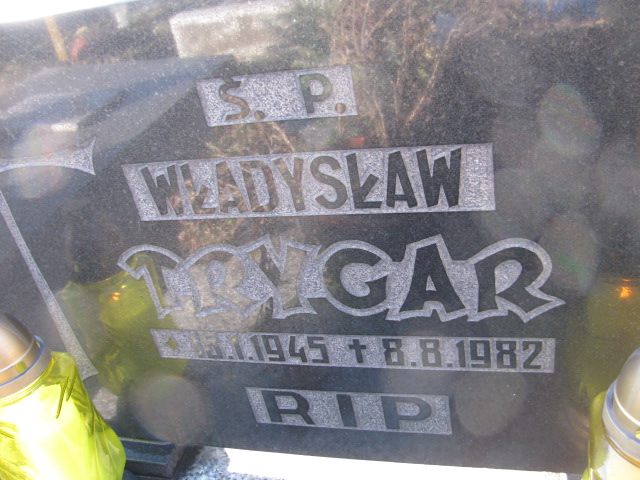 Ś. P.
WŁADYSŁAW
TRYGAR
1945 ✝ 8.8.1982
RIP